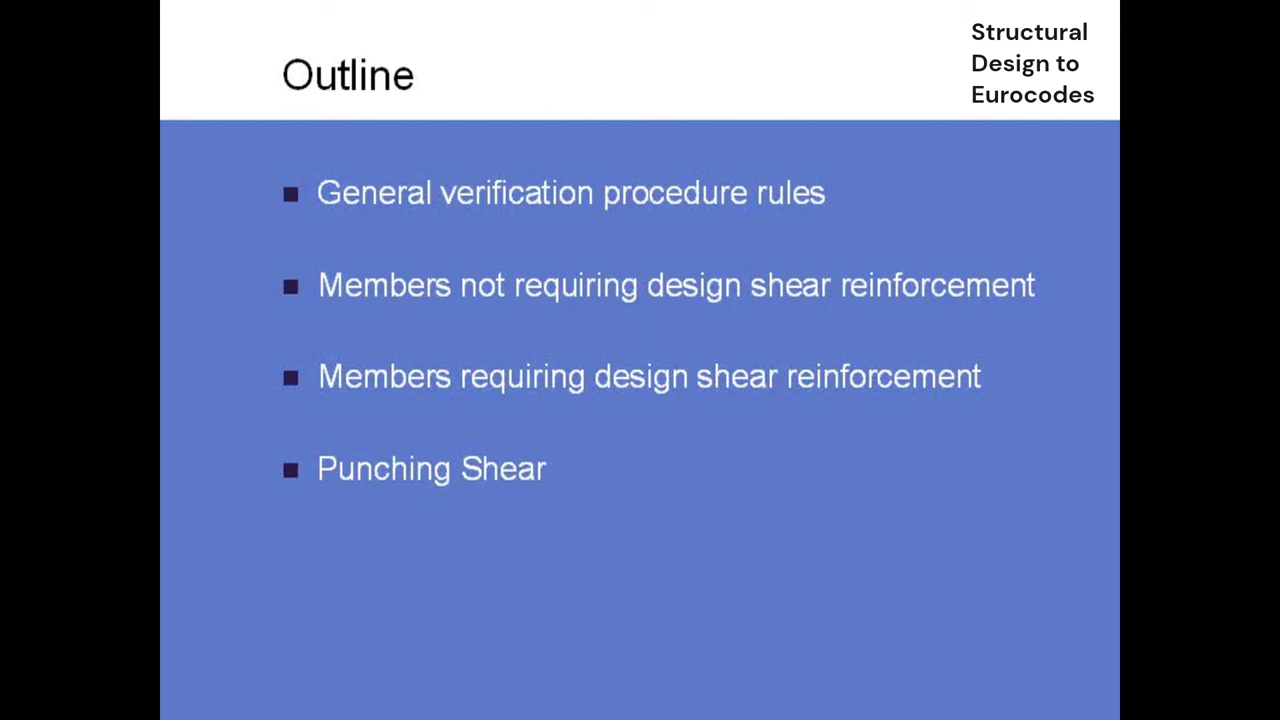 Outline
Structural
Design to
Eurocodes
General verification procedure rules
Members not requiring design shear reinforcement
Members requiring design shear reinforcement
Punching Shear